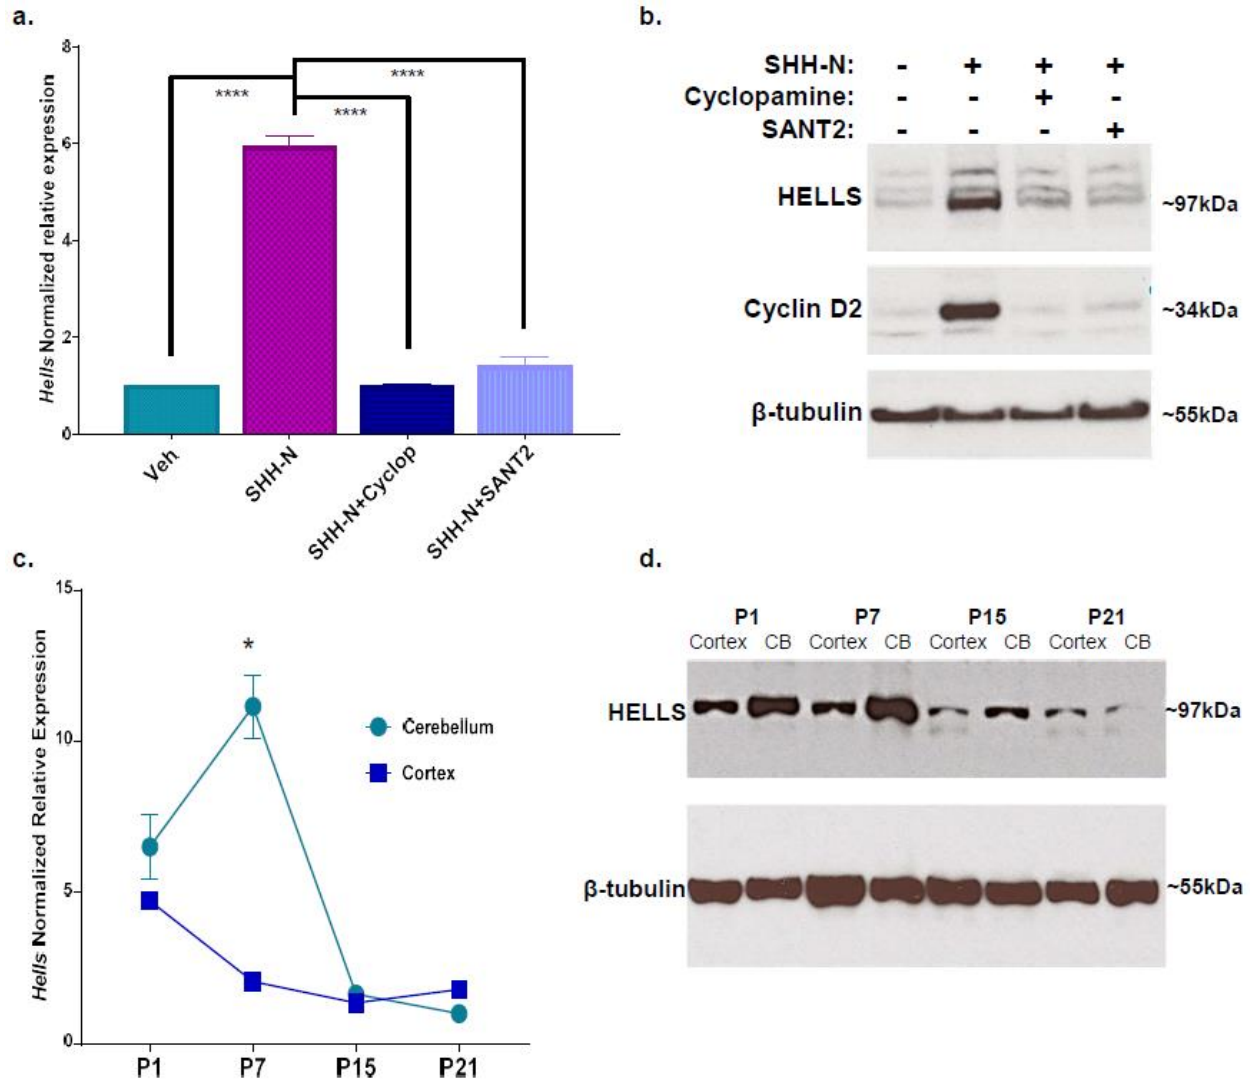 a.
8
6
4
2
0
Hells Normalized relative expression
****
****
****
Veh
SHH-N
SHH-N+Cyclop
SHH-N+SANT2
b.
SHH-N: - + + +
Cyclopamine: - - + -
SANT2: - - - +
HELLS ~97kDa
Cyclin D2 ~34kDa
β-tubulin ~55kDa
c.
15
10
5
0
Hells Normalized Relative Expression
*
Cerebellum
Cortex
P1 P7 P15 P21
d.
P1 P7 P15 P21
Cortex CB Cortex CB Cortex CB Cortex CB
HELLS ~97kDa
β-tubulin ~55kDa